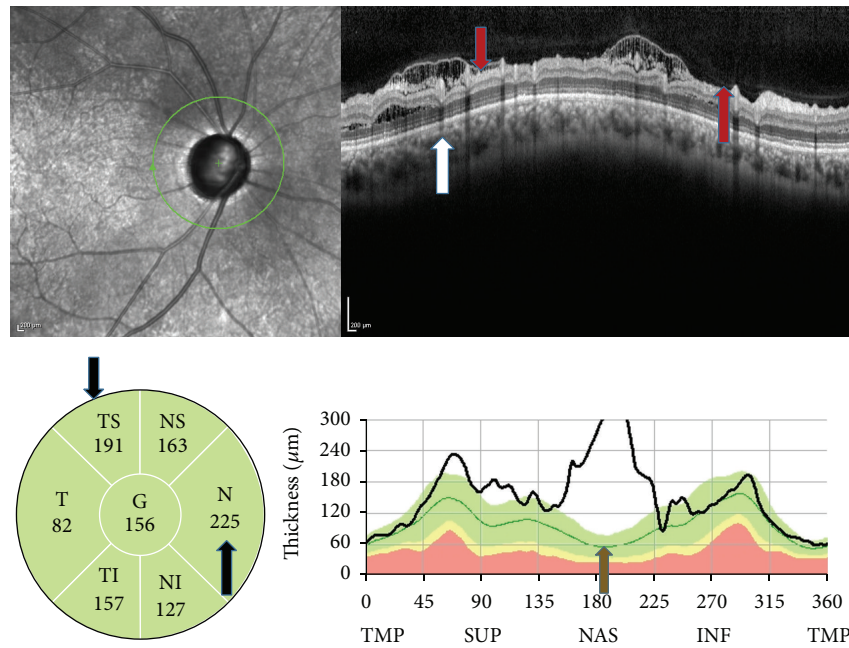 200 µm
200 µm
TS
191
NS
163
T
82
G
156
N
225
TI
157
NI
127
Thickness (µm)
300
240
180
120
60
0
0 45 90 135 180 225 270 315 360
TMP SUP NAS INF TMP